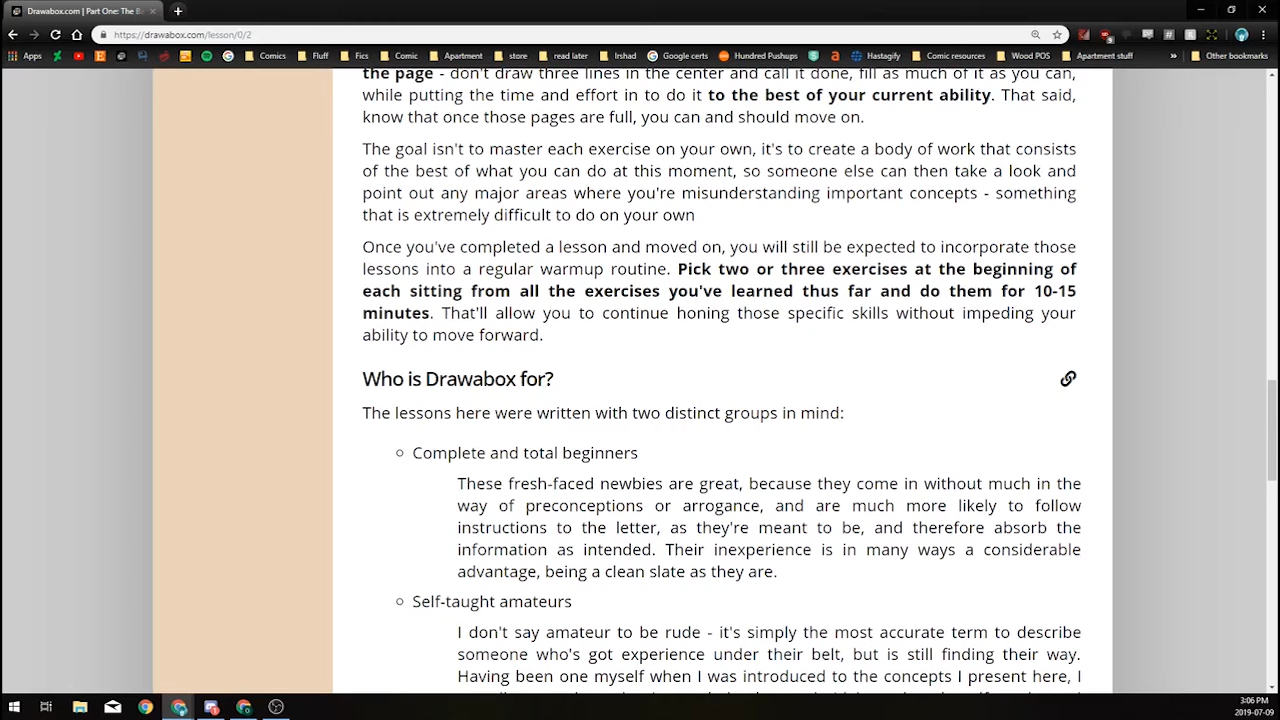 Drawabox.com | Part One: The B
https://drawabox.com/lesson/0/2
Apps
Fluff
Fics
Comic
Apartment
store
read later
Irshad
Google certs
Hundred Pushups
Hastagify
Comic resources
Wood POS
Apartment stuff
»
Other bookmarks
Comics
the page - don't draw three lines in the center and call it done, fill as much of it as you can,
while putting the time and effort in to do it to the best of your current ability. That said,
know that once those pages are full, you can and should move on.
The goal isn't to master each exercise on your own, it's to create a body of work that consists
of the best of what you can do at this moment, so someone else can then take a look and
point out any major areas where you're misunderstanding important concepts - something
that is extremely difficult to do on your own
Once you've completed a lesson and moved on, you will still be expected to incorporate those
lessons into a regular warmup routine. Pick two or three exercises at the beginning of
each sitting from all the exercises you've learned thus far and do them for 10-15
minutes. That'll allow you to continue honing those specific skills without impeding your
ability to move forward.
Who is Drawabox for?
The lessons here were written with two distinct groups in mind:
Complete and total beginners
These fresh-faced newbies are great, because they come in without much in the
way of preconceptions or arrogance, and are much more likely to follow
instructions to the letter, as they're meant to be, and therefore absorb the
information as intended. Their inexperience is in many ways a considerable
advantage, being a clean slate as they are.
Self-taught amateurs
I don't say amateur to be rude - it's simply the most accurate term to describe
someone who's got experience under their belt, but is still finding their way.
Having been one myself when I was introduced to the concepts I present here, I
3:06 PM
2019-07-09